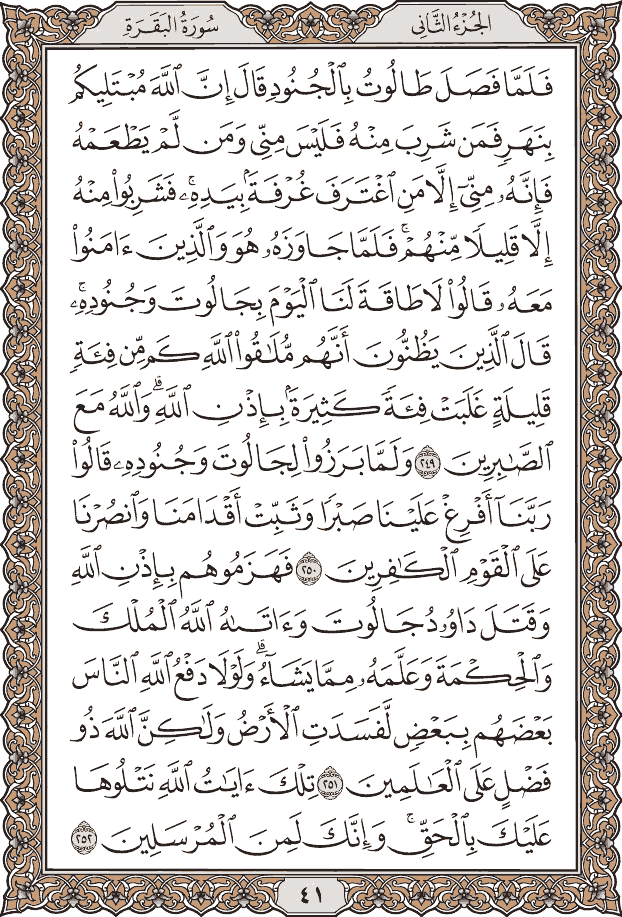 الجُزْءُ الثَّانِي
سُورَةُ البَقَرَةِ
فَلَمَّا فَصَلَ طَالُوتُ بِٱلْجُنُودِ قَالَ إِنَّ ٱللَّهَ مُبْتَلِيكُم
بِنَهَرٍ فَمَن شَرِبَ مِنْهُ فَلَيْسَ مِنِّي وَمَن لَّمْ يَطْعَمْهُ
فَإِنَّهُۥ مِنِّيٓ إِلَّا مَنِ ٱغْتَرَفَ غُرْفَةَۢ بِيَدِهِۦۚ فَشَرِبُواْ مِنْهُ
إِلَّا قَلِيلًا مِّنْهُمْۚ فَلَمَّا جَاوَزَهُۥ هُوَ وَٱلَّذِينَ ءَامَنُواْ
مَعَهُۥ قَالُواْ لَا طَاقَةَ لَنَا ٱلْيَوْمَ بِجَالُوتَ وَجُنُودِهِۦۚ
قَالَ ٱلَّذِينَ يَظُنُّونَ أَنَّهُم مُّلَٰقُواْ ٱللَّهِ كَم مِّن فِئَةٍ
قَلِيلَةٍ غَلَبَتْ فِئَةً كَثِيرَةَۢ بِإِذْنِ ٱللَّهِۗ وَٱللَّهُ مَعَ
ٱلصَّٰبِرِينَ ٢٤٩ وَلَمَّا بَرَزُواْ لِجَالُوتَ وَجُنُودِهِۦ قَالُواْ
رَبَّنَآ أَفْرِغْ عَلَيْنَا صَبْرًا وَثَبِّتْ أَقْدَامَنَا وَٱنصُرْنَا
عَلَى ٱلْقَوْمِ ٱلْكَٰفِرِينَ ٢٥٠ فَهَزَمُوهُم بِإِذْنِ ٱللَّهِ
وَقَتَلَ دَاوُۥدُ جَالُوتَ وَءَاتَىٰهُ ٱللَّهُ ٱلْمُلْكَ
وَٱلْحِكْمَةَ وَعَلَّمَهُۥ مِمَّا يَشَآءُۗ وَلَوْلَا دَفْعُ ٱللَّهِ ٱلنَّاسَ
بَعْضَهُم بِبَعْضٍ لَّفَسَدَتِ ٱلْأَرْضُ وَلَٰكِنَّ ٱللَّهَ ذُو
فَضْلٍ عَلَى ٱلْعَٰلَمِينَ ٢٥١ تِلْكَ ءَايَٰتُ ٱللَّهِ نَتْلُوهَا
عَلَيْكَ بِٱلْحَقِّۚ وَإِنَّكَ لَمِنَ ٱلْمُرْسَلِينَ ٢٥٢
٤١